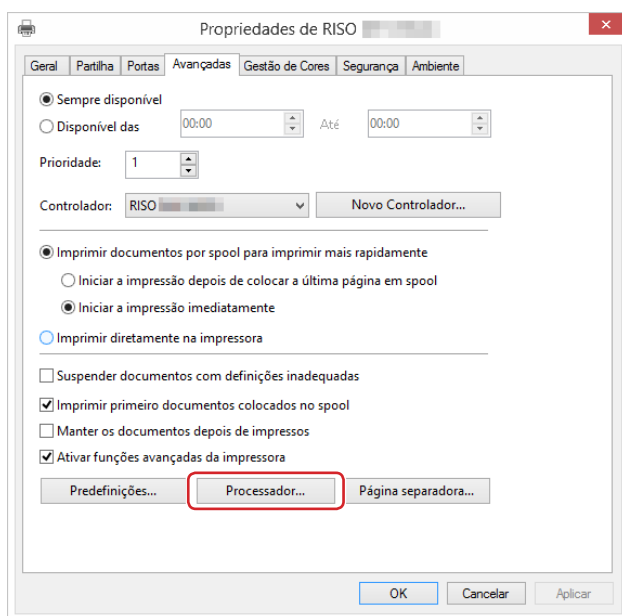 Propriedades de RISO
Geral Partilha Portas Avançadas Gestão de Cores Segurança Ambiente
Sempre disponível
Disponível das 00:00 Até 00:00
Prioridade: 1
Controlador: RISO Novo Controlador...
Imprimir documentos por spool para imprimir mais rapidamente
Iniciar a impressão depois de colocar a última página em spool
Iniciar a impressão imediatamente
Imprimir diretamente na impressora
Suspender documentos com definições inadequadas
Imprimir primeiro documentos colocados no spool
Manter os documentos depois de impressos
Ativar funções avançadas da impressora
Predefinições... Processador... Página separadora...
OK Cancelar Aplicar